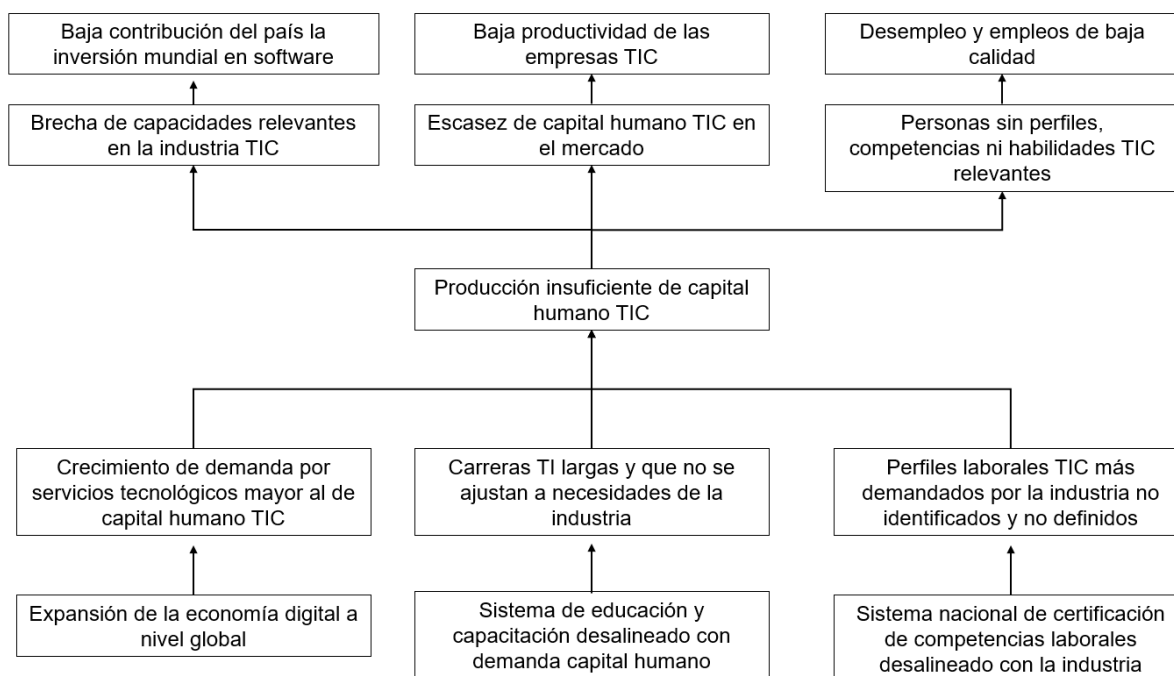 Baja contribución del país la
inversión mundial en software
Baja productividad de las
empresas TIC
Desempleo y empleos de baja
calidad
Brecha de capacidades relevantes
en la industria TIC
Escasez de capital humano TIC en
el mercado
Personas sin perfiles,
competencias ni habilidades TIC
relevantes
Producción insuficiente de capital
humano TIC
Crecimiento de demanda por
servicios tecnológicos mayor al de
capital humano TIC
Carreras TI largas y que no se
ajustan a necesidades de la
industria
Perfiles laborales TIC más
demandados por la industria no
identificados y no definidos
Expansión de la economía digital a
nivel global
Sistema de educación y
capacitación desalineado con
demanda capital humano
Sistema nacional de certificación
de competencias laborales
desalineado con la industria